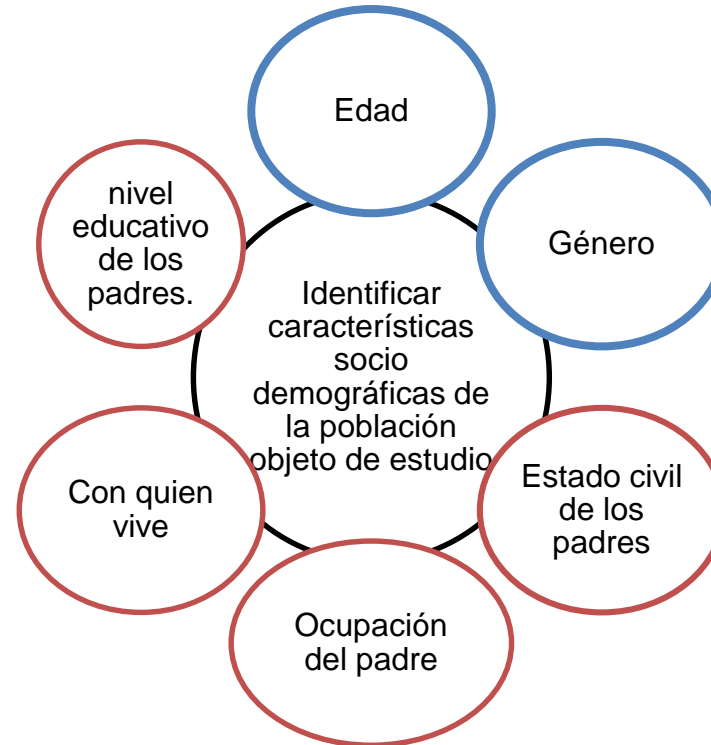 Edad
Género
Estado civil
de los
padres
Ocupación
del padre
Con quien
vive
nivel
educativo
de los
padres.
Identificar
características
socio
demográficas de
la población
objeto de estudio